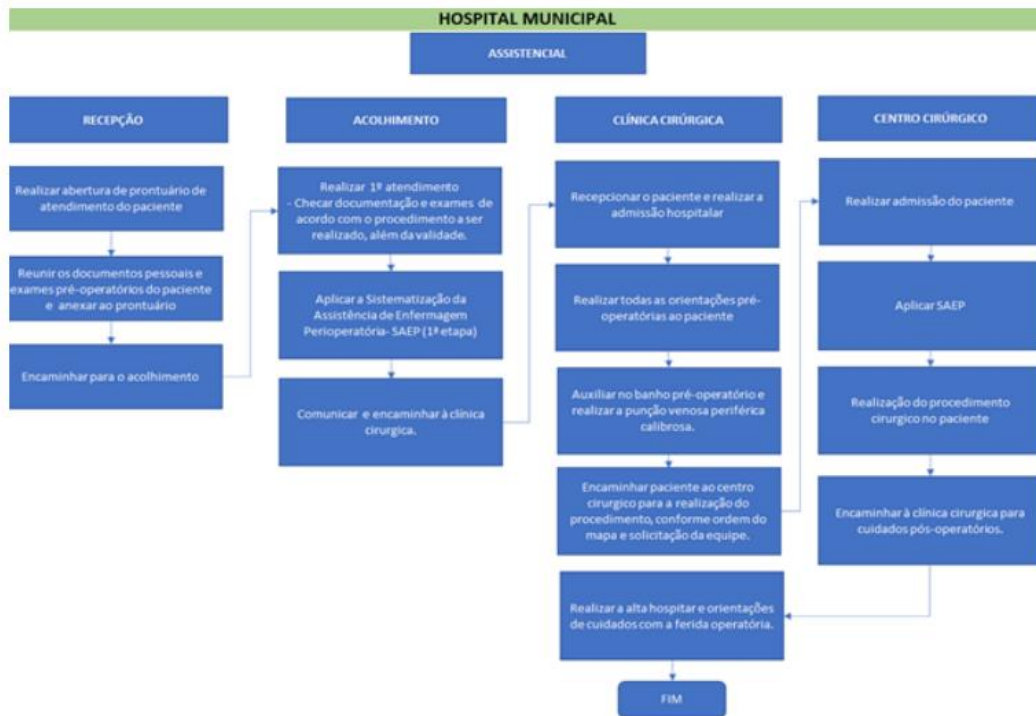 HOSPITAL MUNICIPAL
ASSISTENCIAL
RECEPÇÃO
Realizar abertura de prontuário de
atendimento do paciente
Reunir os documentos pessoais e
exames pré-operatórios do paciente
e anexar ao prontuário
Encaminhar para o acolhimento
ACOLHIMENTO
Realizar 1º atendimento
- Checar documentação e exames de
acordo com o procedimento a ser
realizado, além da validade.
Aplicar a Sistematização da
Assistência de Enfermagem
Perioperatória- SAEP (1ª etapa)
Comunicar e encaminhar à clínica
cirurgica.
CLÍNICA CIRÚRGICA
Recepcionar o paciente e realizar a
admissão hospitalar
Realizar todas as orientações pré-
operatórias ao paciente
Auxiliar no banho pré-operatório e
realizar a punção venosa periférica
calibrosa.
Encaminhar paciente ao centro
cirurgico para a realização do
procedimento, conforme ordem do
mapa e solicitação da equipe.
CENTRO CIRÚRGICO
Realizar admissão do paciente
Aplicar SAEP
Realização do procedimento
cirurgico no paciente
Encaminhar à clínica cirurgica para
cuidados pós-operatórios.
Realizar a alta hospitar e orientações
de cuidados com a ferida operatória.
FIM